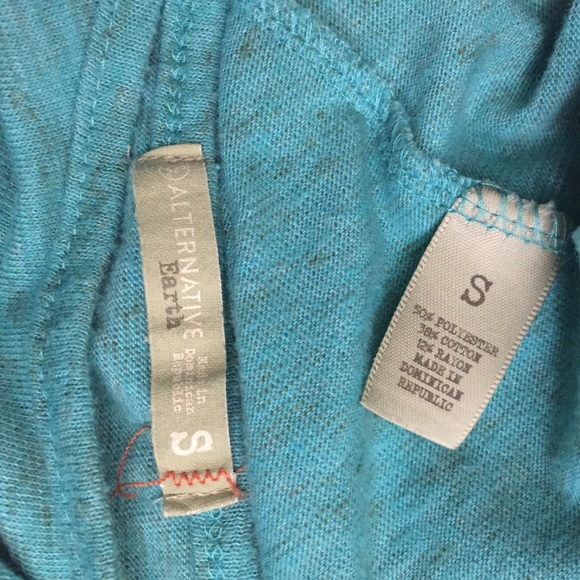 ALTERNATIVE
Earth
Made in
Dominican
Republic
S
S
50% POLYESTER
38% COTTON
12% RAYON
MADE IN
DOMINICAN
REPUBLIC